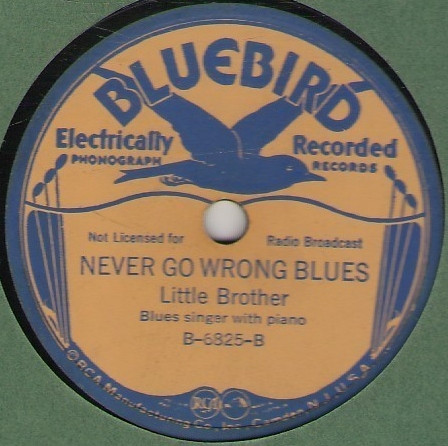 BLUEBIRD
Electrically Recorded
PHONOGRAPH RECORDS
Not Licensed for Radio Broadcast
NEVER GO WRONG BLUES
Little Brother
Blues singer with piano
B-6825-B
RCA
©RCA Manufacturing Co., Inc., Camden, N.J., U.S.A.